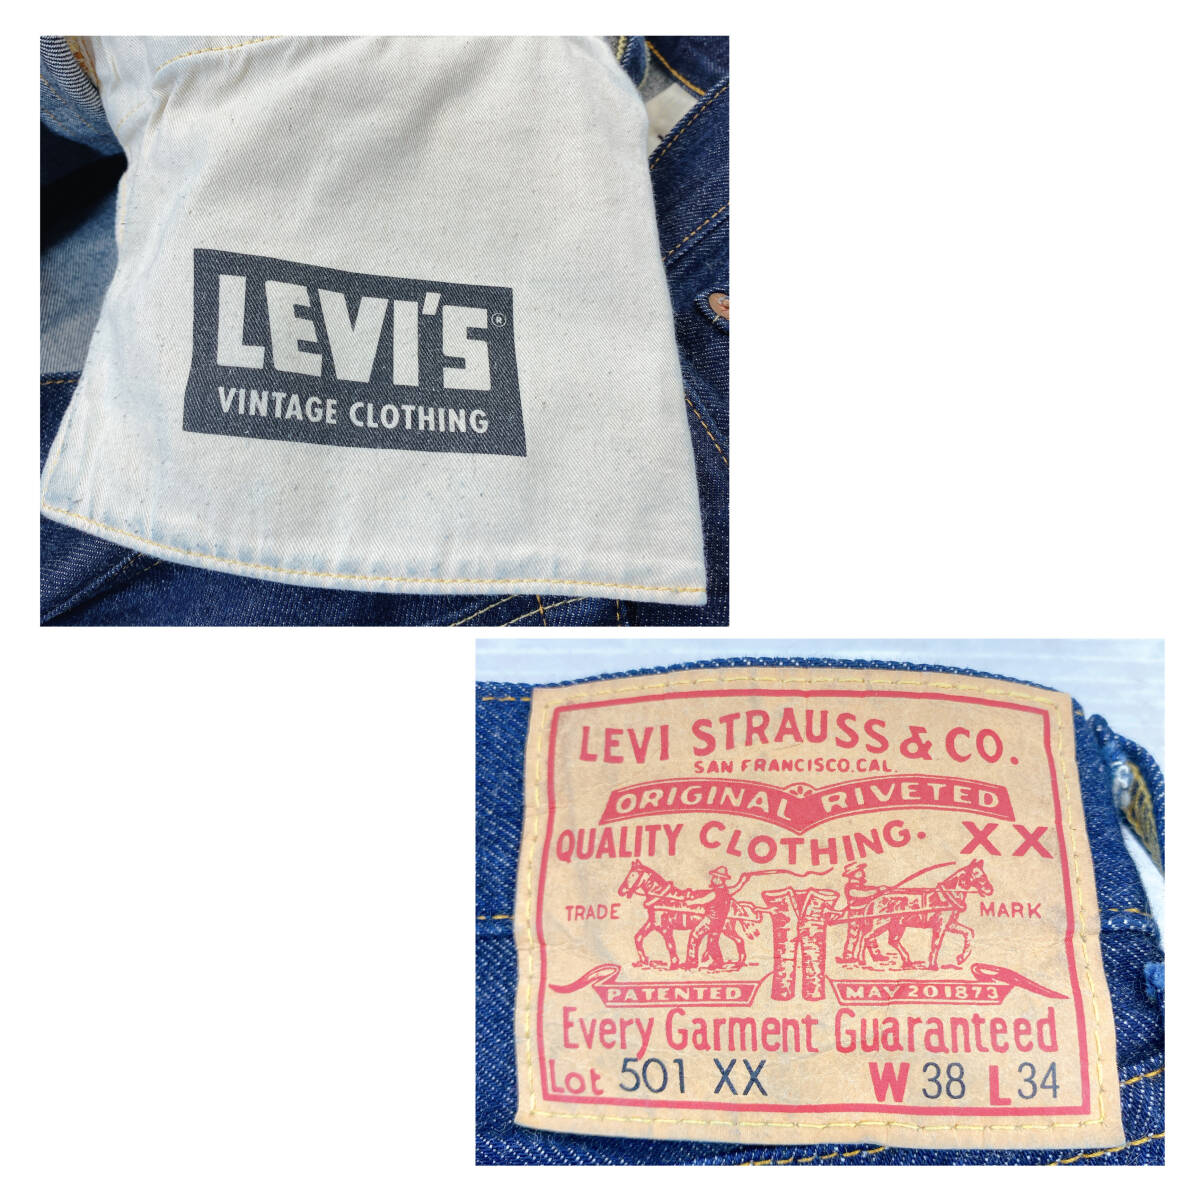 LEVI'S®
VINTAGE CLOTHING
LEVI STRAUSS & CO.
SAN FRANCISCO.CAL.
ORIGINAL RIVETED
QUALITY CLOTHING. XX
TRADE MARK
PATENTED MAY 20 1873
Every Garment Guaranteed
Lot 501 XX W 38 L 34